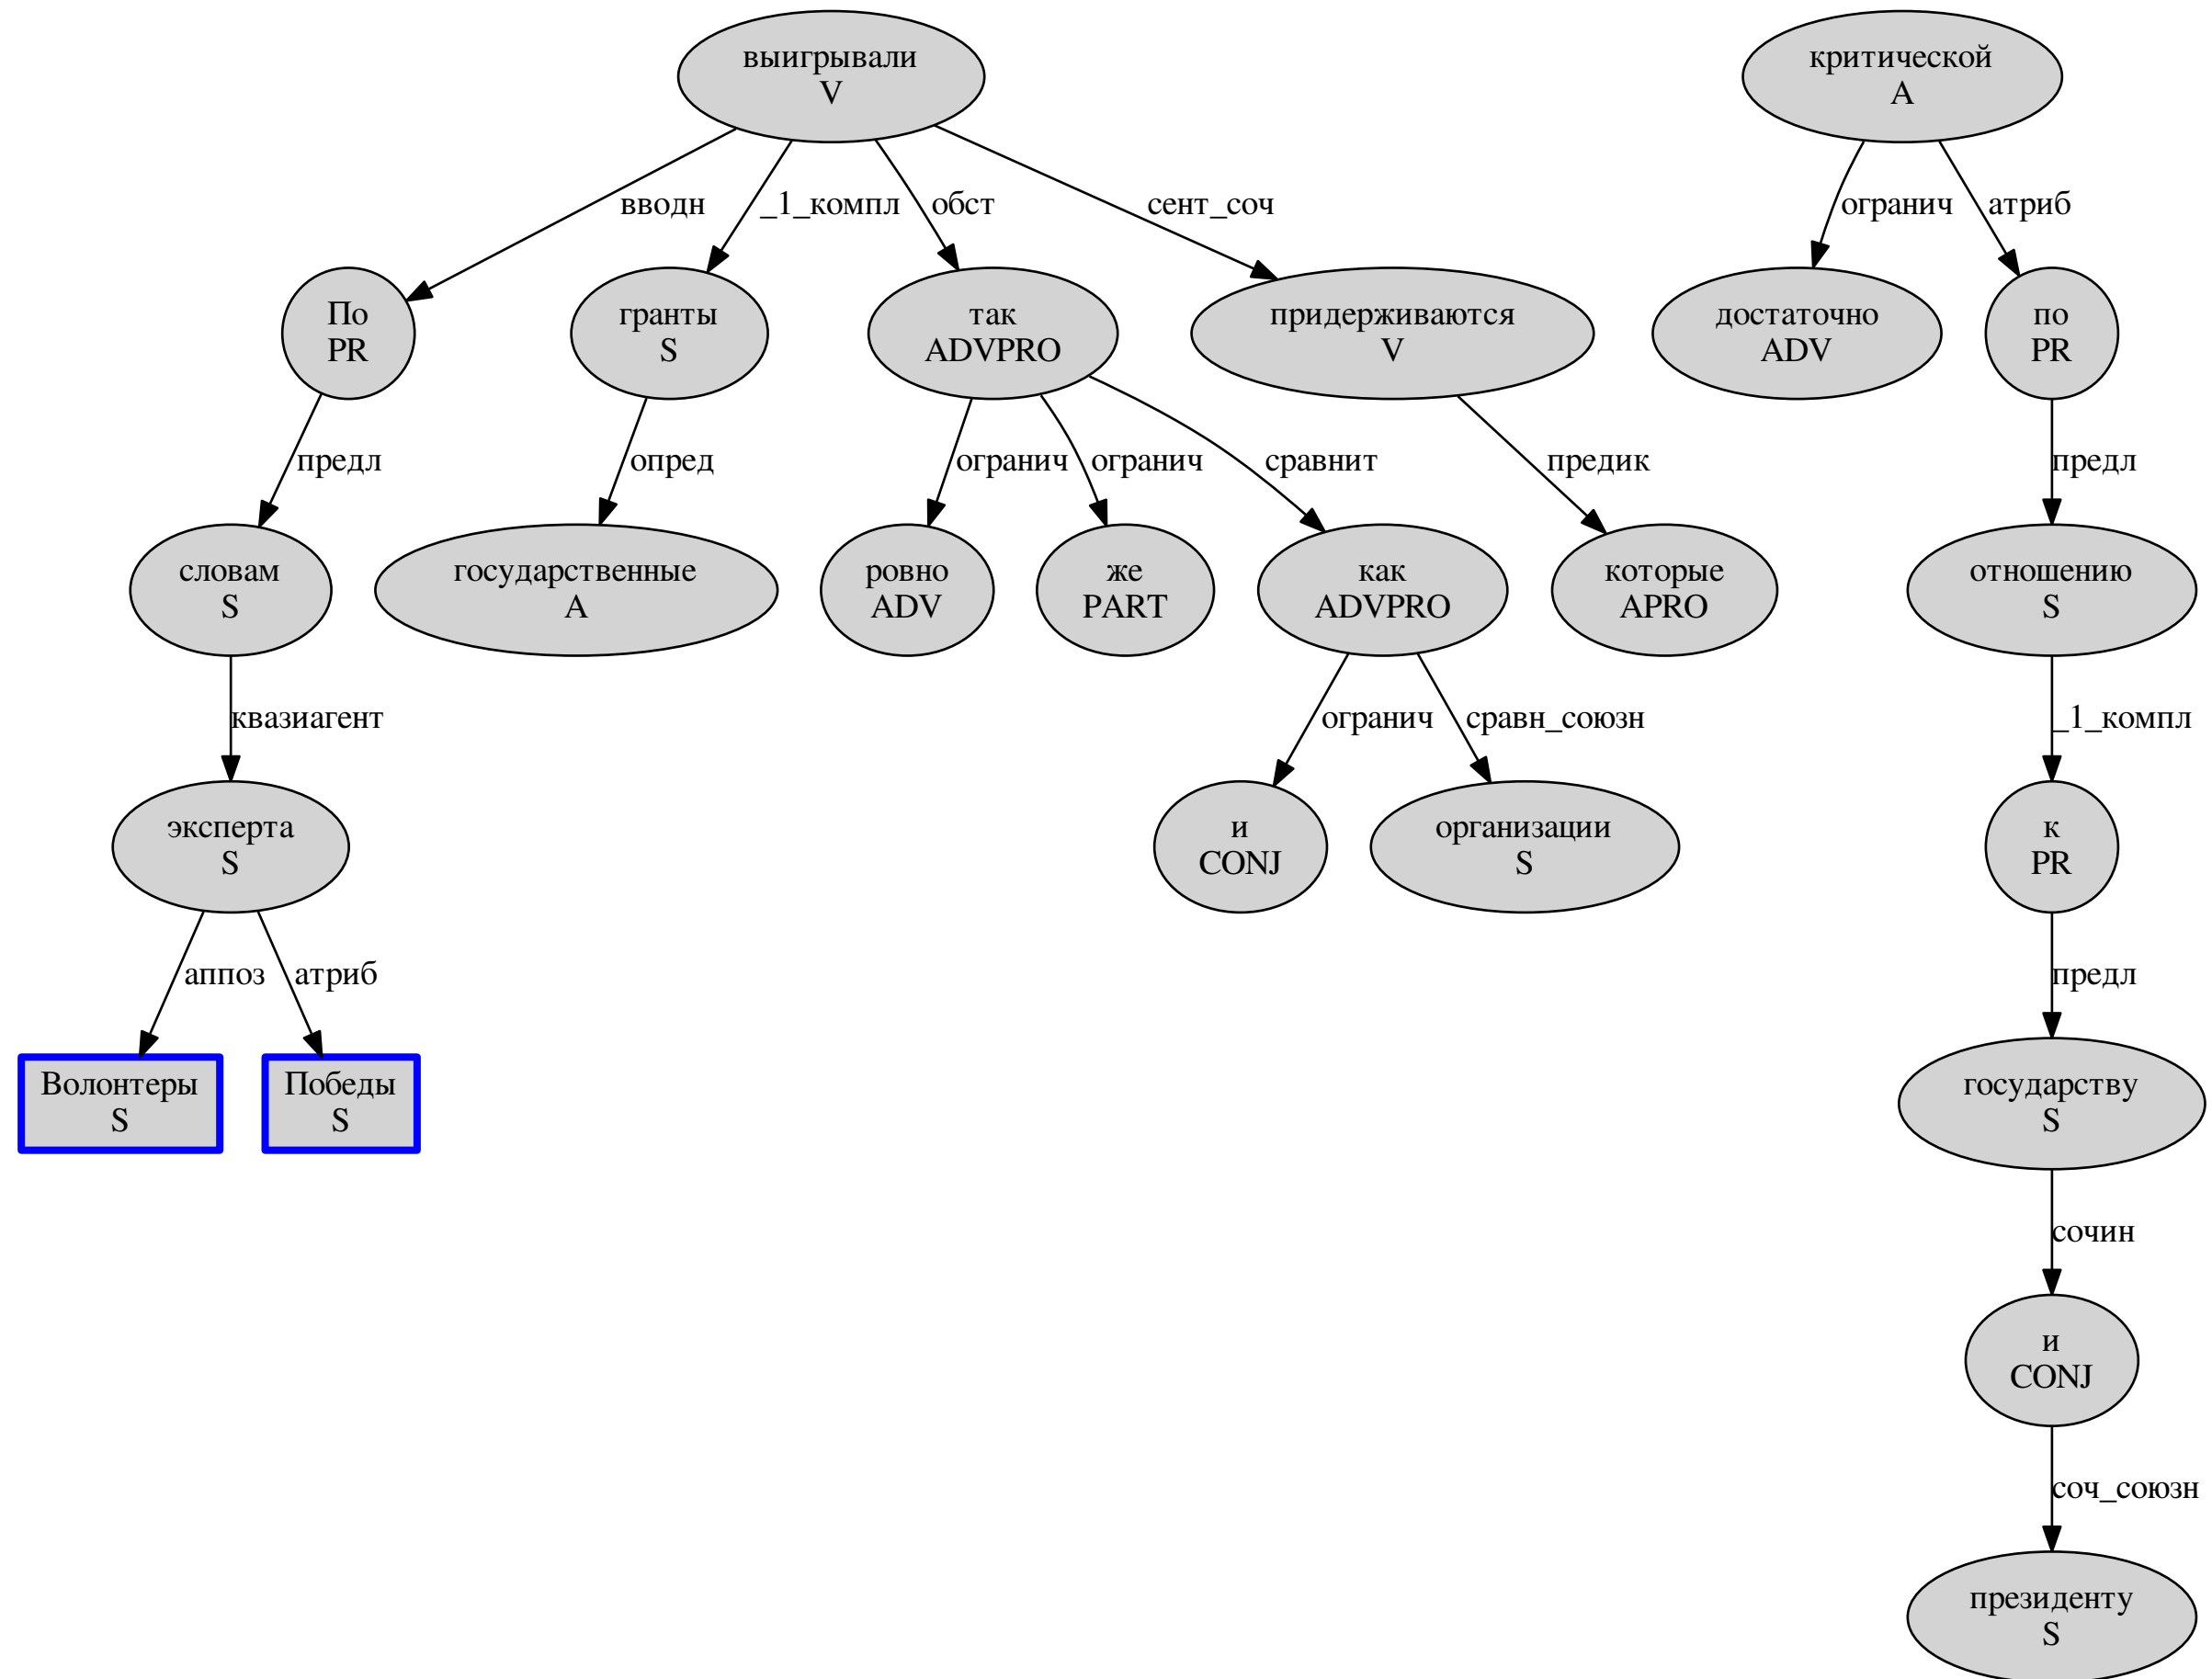 выигрывали
V
критической
A
вводн
_1_компл
обст
сент_соч
огранич
атриб
По
PR
гранты
S
так
ADVPRO
придерживаются
V
достаточно
ADV
по
PR
предл
опред
огранич
огранич
сравнит
предик
предл
словам
S
государственные
A
ровно
ADV
же
PART
как
ADVPRO
которые
APRO
отношению
S
квазиагент
огранич
сравн_союзн
_1_компл
эксперта
S
и
CONJ
организации
S
к
PR
аппоз
атриб
предл
Волонтеры
S
Победы
S
государству
S
сочин
и
CONJ
соч_союзн
президенту
S